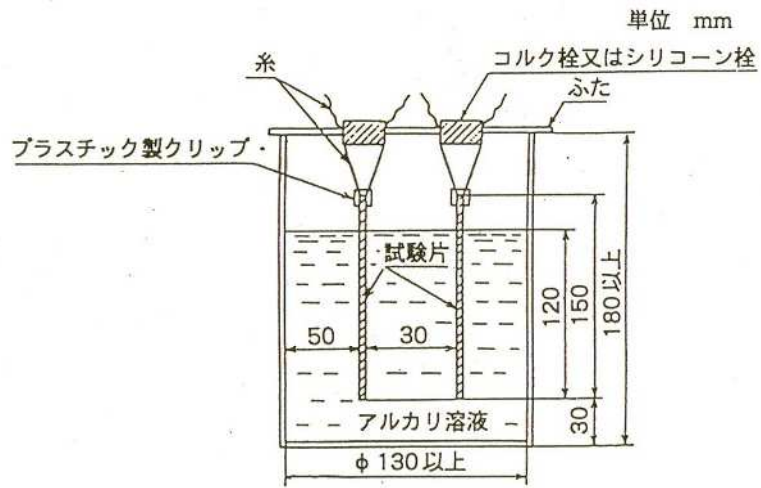 単位 mm
コルク栓又はシリコーン栓
糸
ふた
プラスチック製クリップ
試験片
50
30
120
150
180以上
30
アルカリ溶液
φ130以上